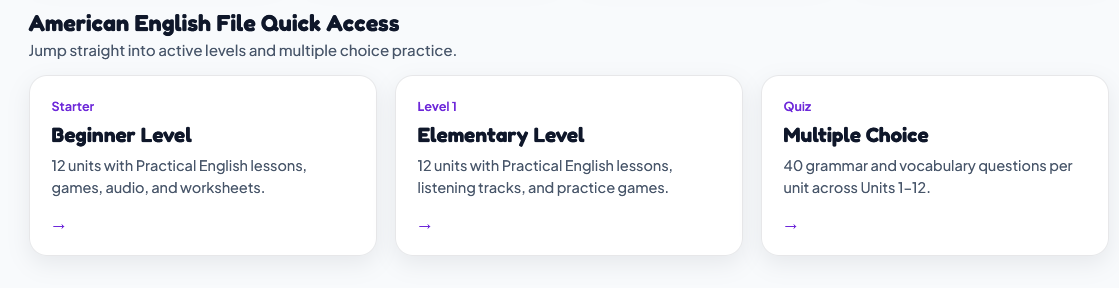 American English File Quick Access
Jump straight into active levels and multiple choice practice.
Starter
Beginner Level
12 units with Practical English lessons,
games, audio, and worksheets.
→
Level 1
Elementary Level
12 units with Practical English lessons,
listening tracks, and practice games.
→
Quiz
Multiple Choice
40 grammar and vocabulary questions per
unit across Units 1–12.
→